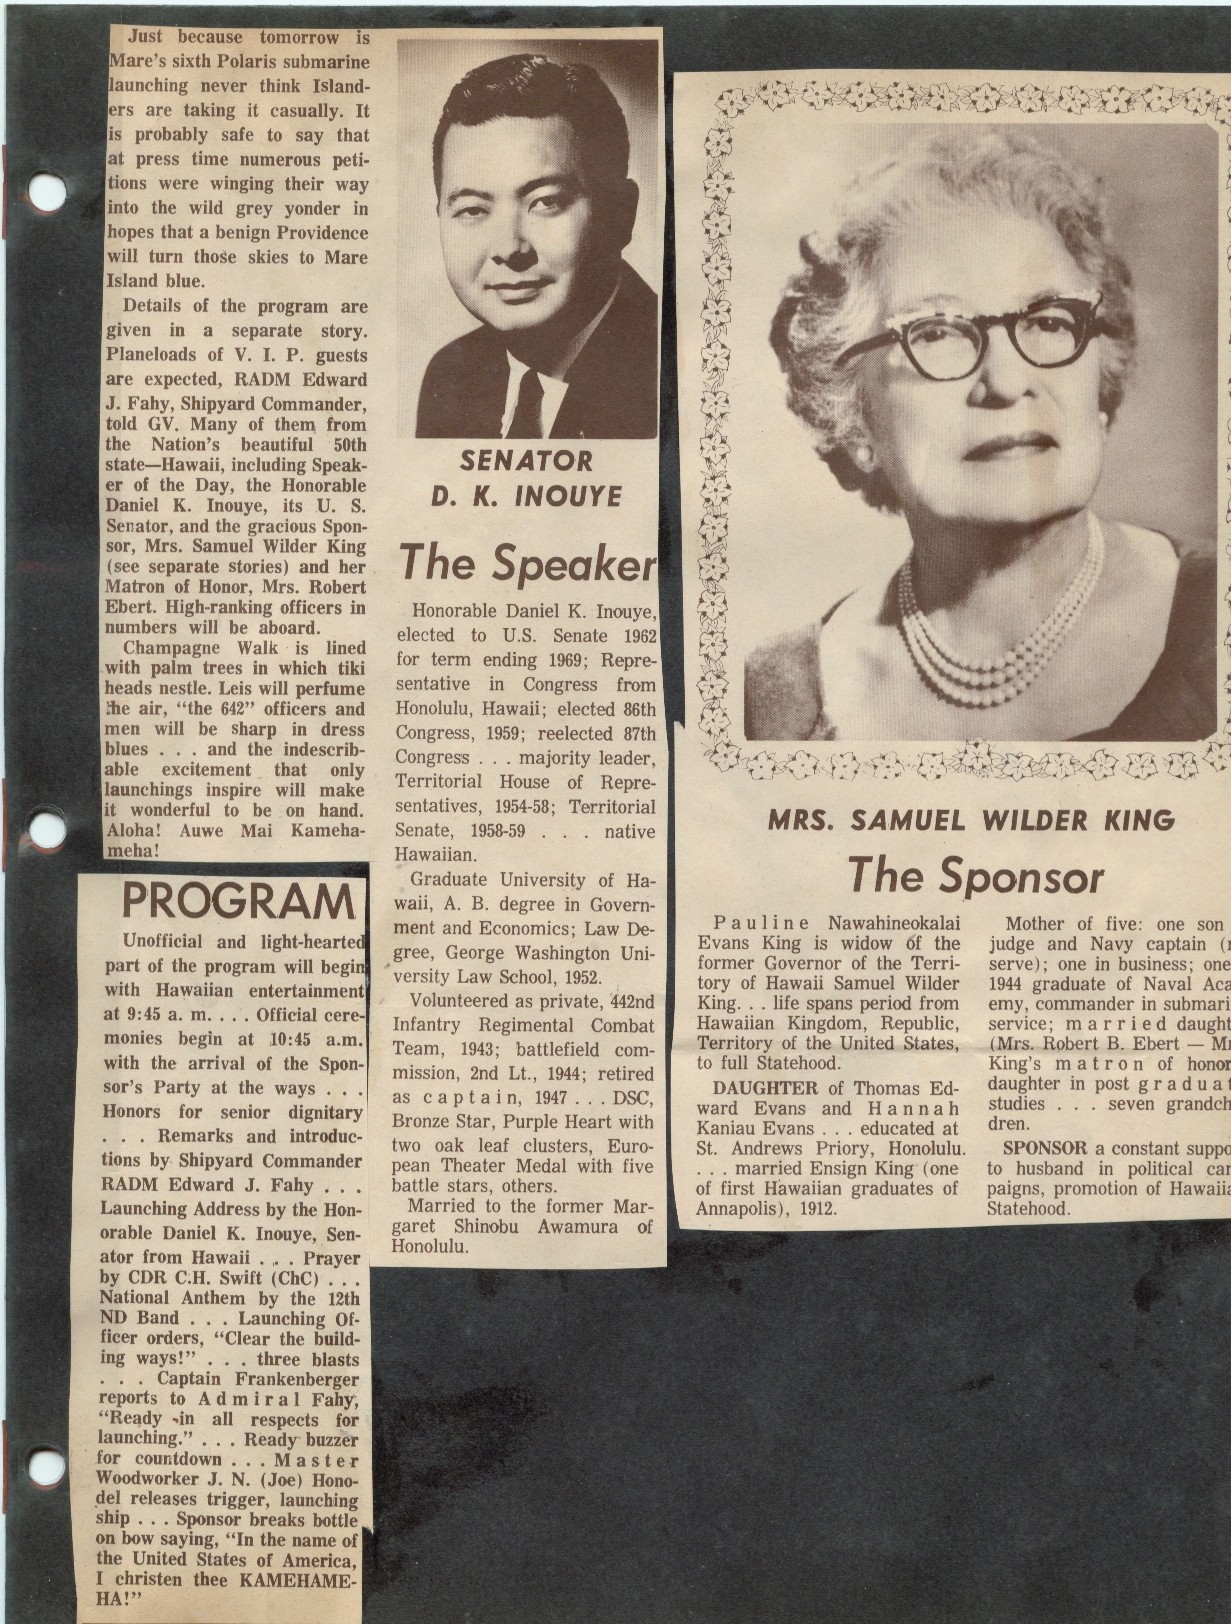 Just because tomorrow is
Mare's sixth Polaris submarine
launching never think Island-
ers are taking it casually. It
is probably safe to say that
at press time numerous peti-
tions were winging their way
into the wild grey yonder in
hopes that a benign Providence
will turn those skies to Mare
Island blue.
Details of the program are
given in a separate story.
Planeloads of V. I. P. guests
are expected, RADM Edward
J. Fahy, Shipyard Commander,
told GV. Many of them from
the Nation's beautiful 50th
state—Hawaii, including Speak-
er of the Day, the Honorable
Daniel K. Inouye, its U. S.
Senator, and the gracious Spon-
sor, Mrs. Samuel Wilder King
(see separate stories) and her
Matron of Honor, Mrs. Robert
Ebert. High-ranking officers in
numbers will be aboard.
Champagne Walk is lined
with palm trees in which tiki
heads nestle. Leis will perfume
the air, "the 642" officers and
men will be sharp in dress
blues . . . and the indescrib-
able excitement that only
launchings inspire will make
it wonderful to be on hand.
Aloha! Auwe Mai Kameha-
meha!
PROGRAM
Unofficial and light-hearted
part of the program will begin
with Hawaiian entertainment
at 9:45 a. m. . . . Official cere-
monies begin at 10:45 a.m.
with the arrival of the Spon-
sor's Party at the ways . . .
Honors for senior dignitary
. . . Remarks and introduc-
tions by Shipyard Commander
RADM Edward J. Fahy . . .
Launching Address by the Hon-
orable Daniel K. Inouye, Sen-
ator from Hawaii . . . Prayer
by CDR C.H. Swift (ChC) . . .
National Anthem by the 12th
ND Band . . . Launching Of-
ficer orders, "Clear the build-
ing ways!" . . . three blasts
. . . Captain Frankenberger
reports to Admiral Fahy,
"Ready in all respects for
launching." . . . Ready buzzer
for countdown . . . Master
Woodworker J. N. (Joe) Hono-
del releases trigger, launching
ship . . . Sponsor breaks bottle
on bow saying, "In the name of
the United States of America,
I christen thee KAMEHAME-
HA!"
SENATOR
D. K. INOUYE
The Speaker
Honorable Daniel K. Inouye,
elected to U.S. Senate 1962
for term ending 1969; Repre-
sentative in Congress from
Honolulu, Hawaii; elected 86th
Congress, 1959; reelected 87th
Congress . . . majority leader,
Territorial House of Repre-
sentatives, 1954-58; Territorial
Senate, 1958-59 . . . native
Hawaiian.
Graduate University of Ha-
waii, A. B. degree in Govern-
ment and Economics; Law De-
gree, George Washington Uni-
versity Law School, 1952.
Volunteered as private, 442nd
Infantry Regimental Combat
Team, 1943; battlefield com-
mission, 2nd Lt., 1944; retired
as captain, 1947 . . . DSC,
Bronze Star, Purple Heart with
two oak leaf clusters, Euro-
pean Theater Medal with five
battle stars, others.
Married to the former Mar-
garet Shinobu Awamura of
Honolulu.
MRS. SAMUEL WILDER KING
The Sponsor
Pauline Nawahineokalai
Evans King is widow of the
former Governor of the Terri-
tory of Hawaii Samuel Wilder
King. . . life spans period from
Hawaiian Kingdom, Republic,
Territory of the United States,
to full Statehood.
DAUGHTER of Thomas Ed-
ward Evans and Hannah
Kaniau Evans . . . educated at
St. Andrews Priory, Honolulu.
. . . married Ensign King (one
of first Hawaiian graduates of
Annapolis), 1912.
Mother of five: one son
judge and Navy captain (r
serve); one in business; one
1944 graduate of Naval Aca
emy, commander in submari
service; married daught
(Mrs. Robert B. Ebert — Mr
King's matron of honor
daughter in post graduat
studies . . . seven grandch
dren.
SPONSOR a constant suppo
to husband in political car
paigns, promotion of Hawaiia
Statehood.